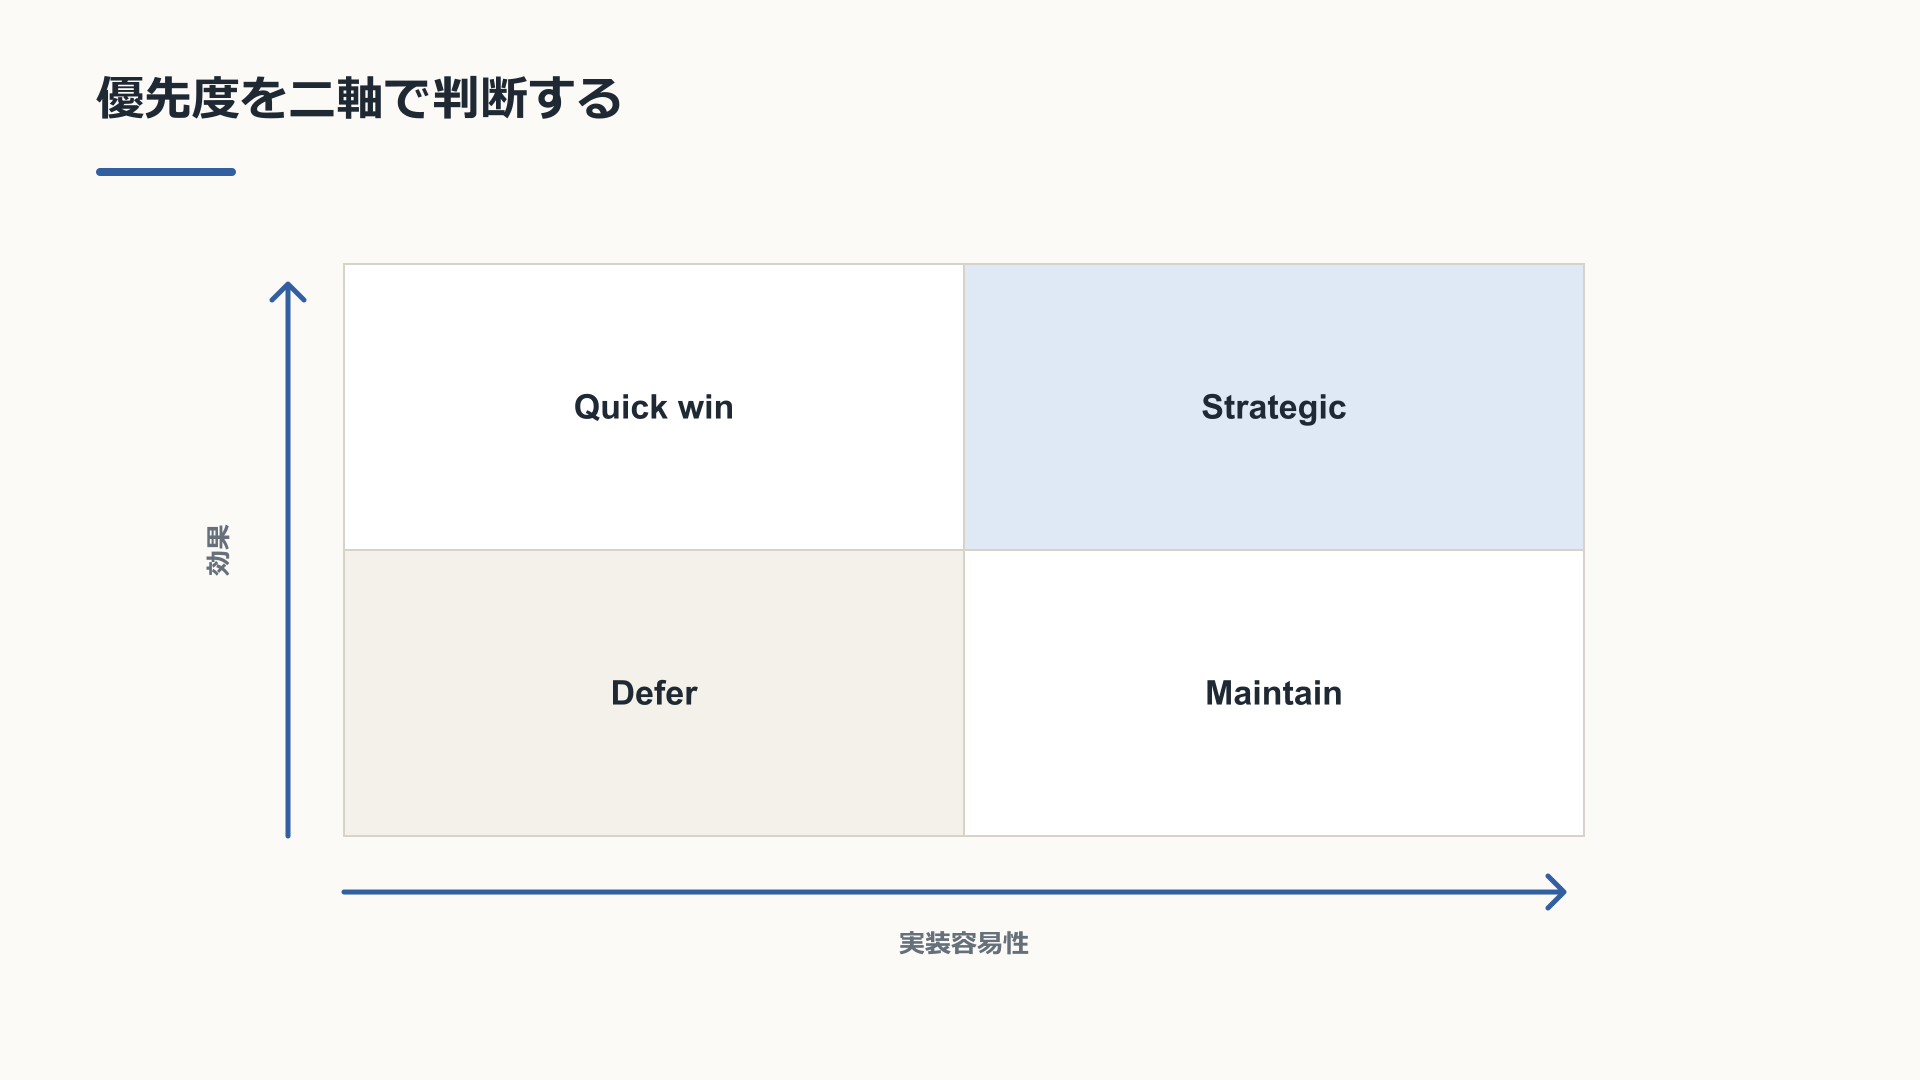 優先度を二軸で判断する
Quick win
Strategic
効果
Defer
Maintain
実装容易性